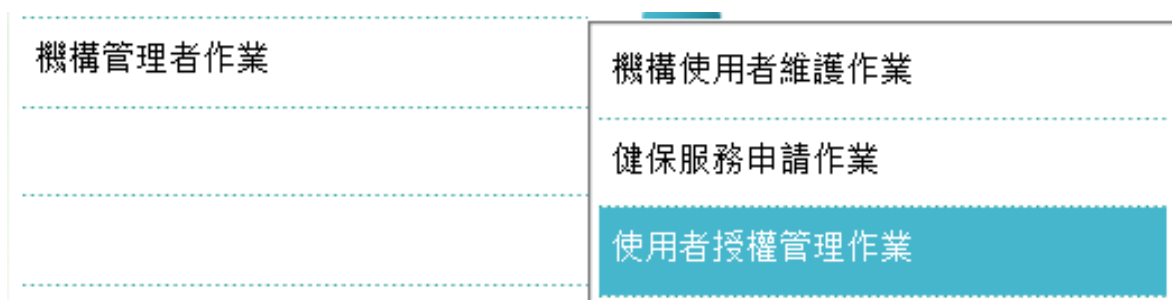 機構管理者作業
機構使用者維護作業
健保服務申請作業
使用者授權管理作業